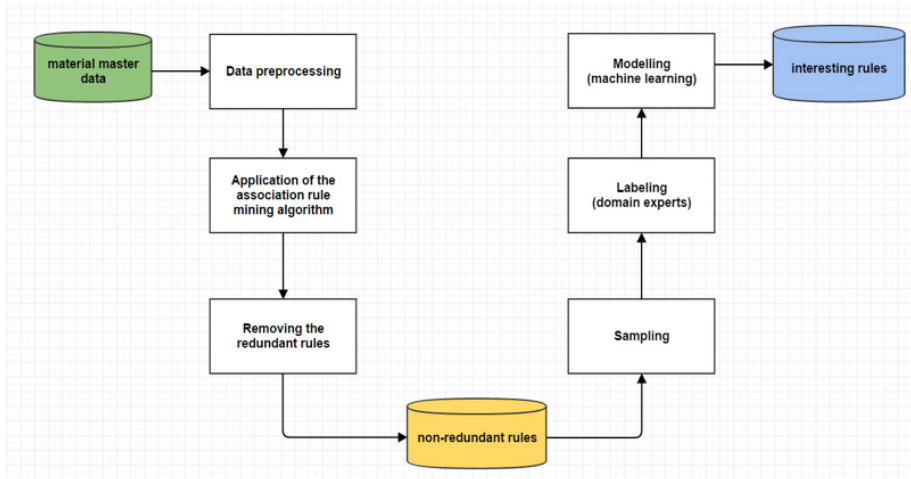 material master
data
Data preprocessing
Application of the
association rule
mining algorithm
Removing the
redundant rules
non-redundant rules
Sampling
Labeling
(domain experts)
Modelling
(machine learning)
interesting rules